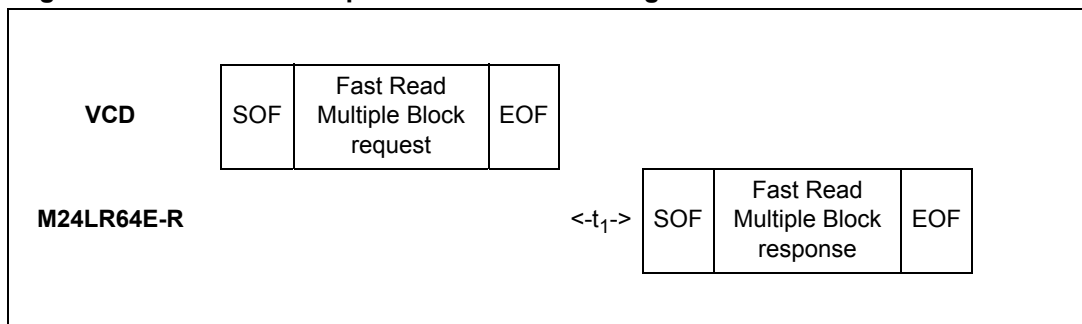 VCD
SOF
Fast Read
Multiple Block
request
EOF
M24LR64E-R
<-t1->
SOF
Fast Read
Multiple Block
response
EOF